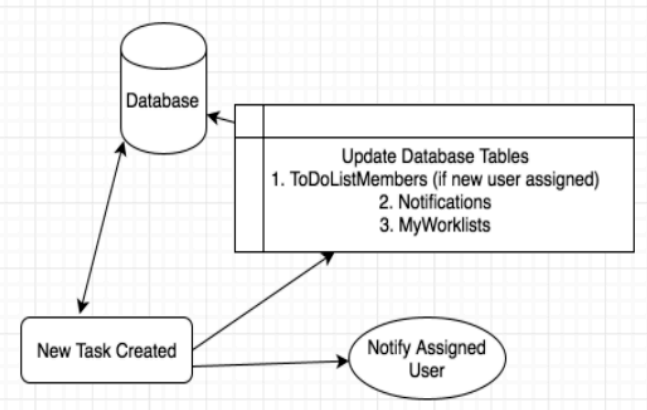 Database
Update Database Tables
1. ToDoListMembers (if new user assigned)
2. Notifications
3. MyWorklists
New Task Created
Notify Assigned
User